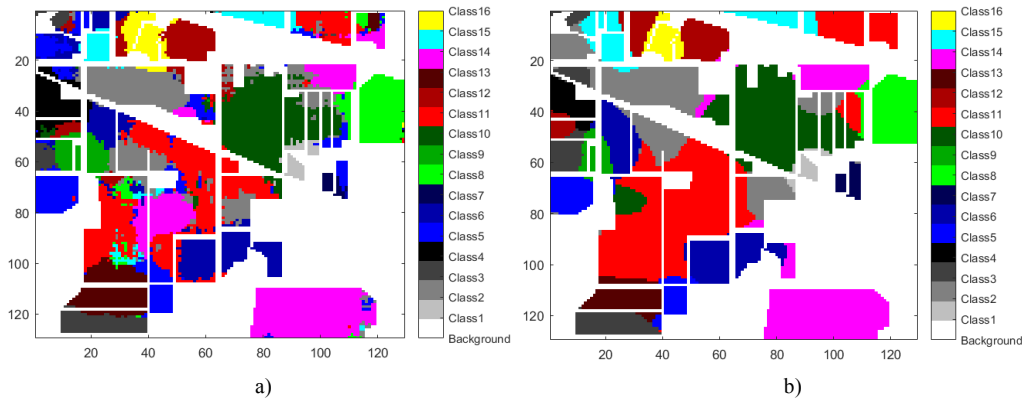 Class16
Class15
Class14
Class13
Class12
Class11
Class10
Class9
Class8
Class7
Class6
Class5
Class4
Class3
Class2
Class1
Background
20
40
60
80
100
120
20
40
60
80
100
120
a)
Class16
Class15
Class14
Class13
Class12
Class11
Class10
Class9
Class8
Class7
Class6
Class5
Class4
Class3
Class2
Class1
Background
20
40
60
80
100
120
20
40
60
80
100
120
b)